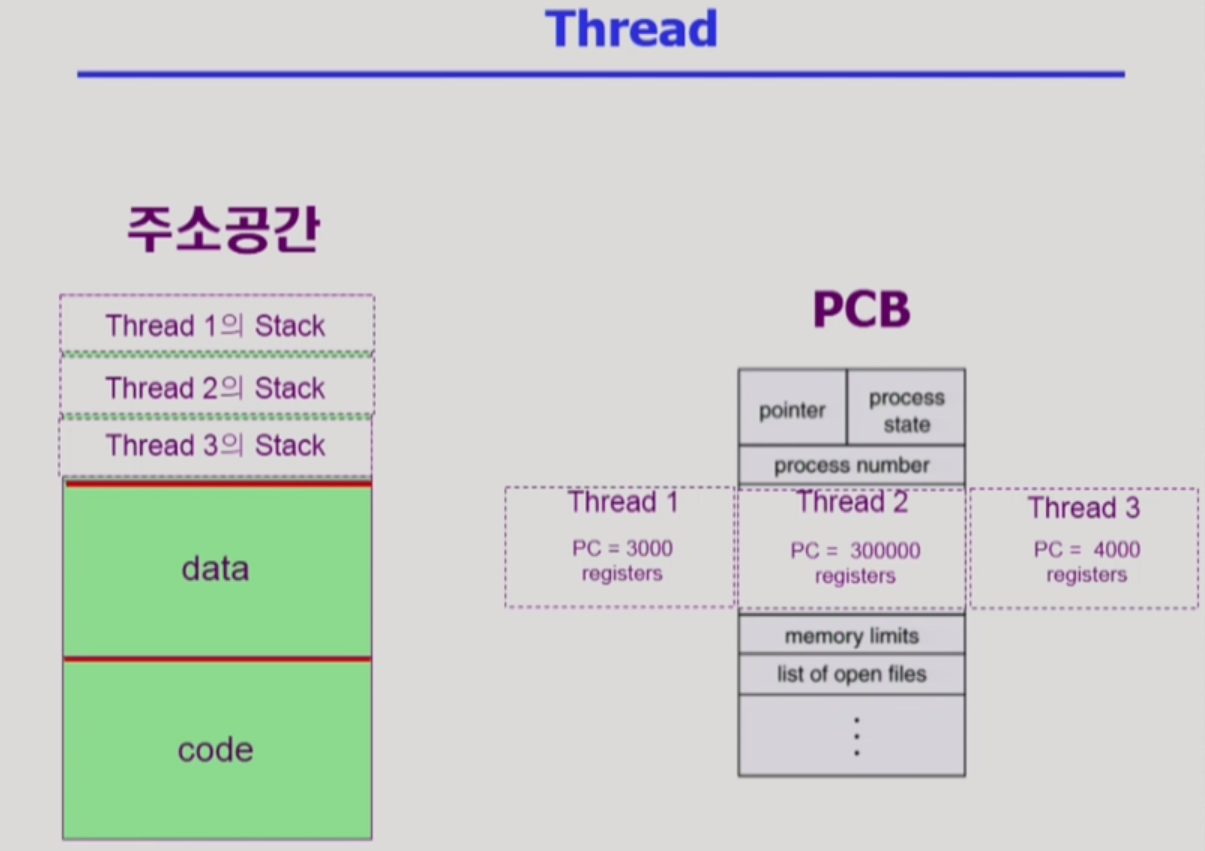 Thread
주소공간
Thread 1의 Stack
Thread 2의 Stack
Thread 3의 Stack
data
code
PCB
pointer
process
state
process number
Thread 1
PC = 3000
registers
Thread 2
PC = 300000
registers
Thread 3
PC = 4000
registers
memory limits
list of open files